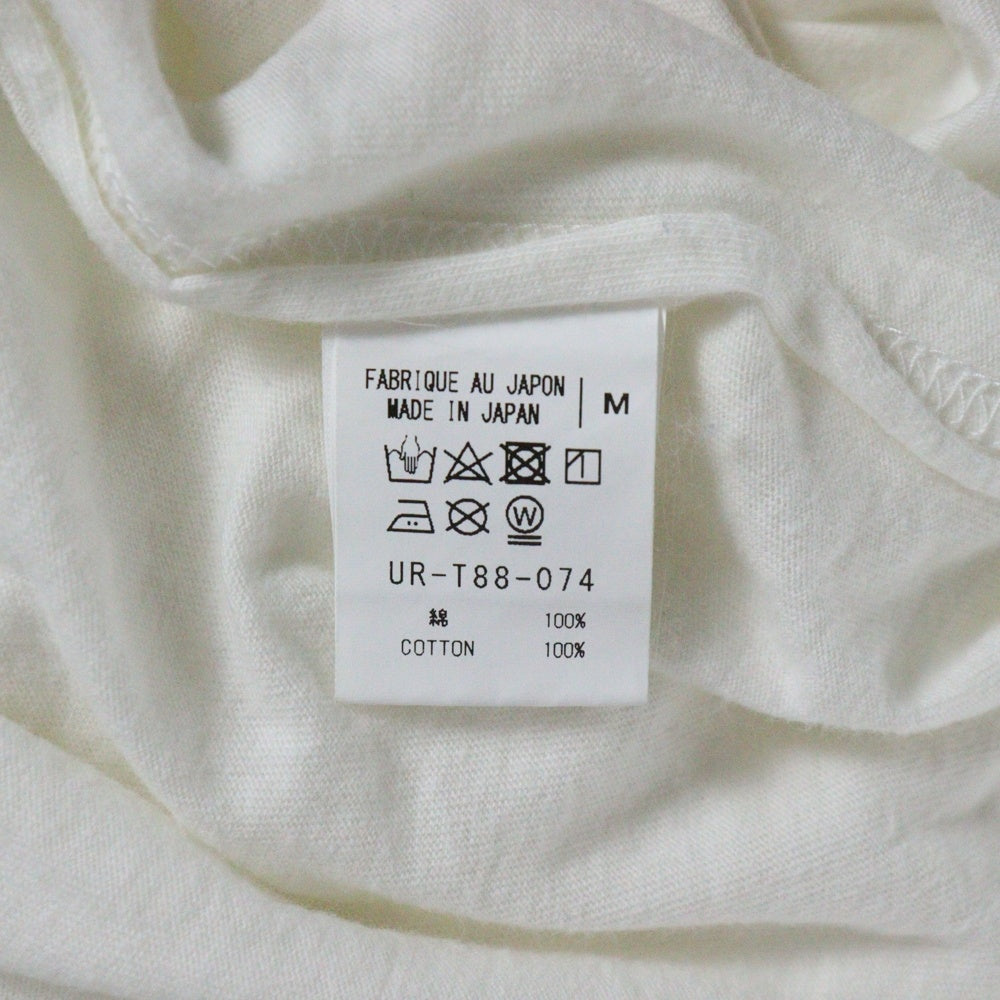 FABRIQUE AU JAPON
MADE IN JAPAN
M
W
UR-T88-074
綿 100%
COTTON 100%